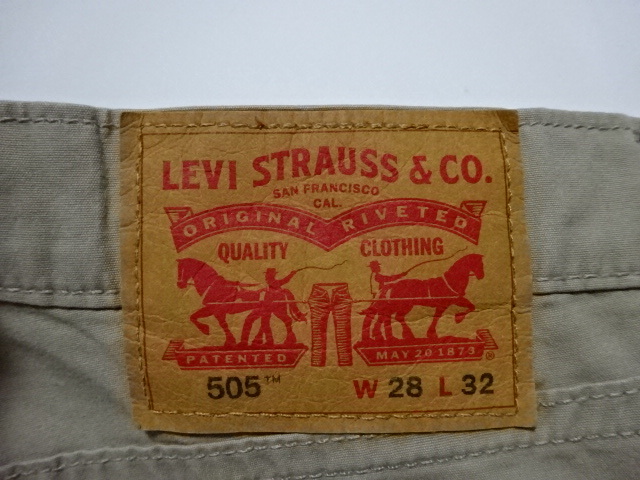 LEVI STRAUSS & CO.
SAN FRANCISCO
CAL.
ORIGINAL RIVETED
QUALITY CLOTHING
PATENTED MAY 20 1873 ®
505™ W 28 L 32